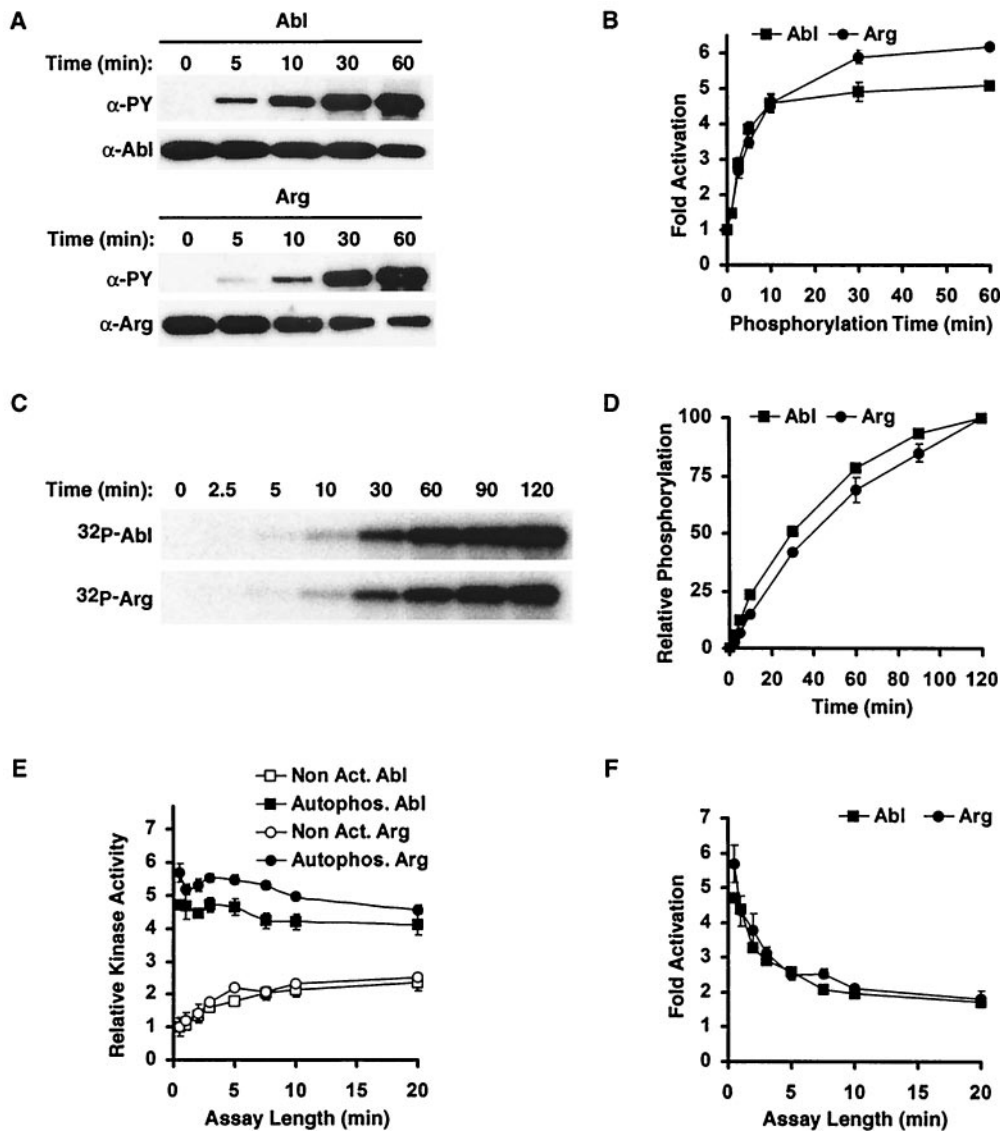 A
Abl
Time (min): 0 5 10 30 60
α-PY
α-Abl
Arg
Time (min): 0 5 10 30 60
α-PY
α-Arg
B
Abl Arg
Fold Activation
6
5
4
3
2
1
0
0 10 20 30 40 50 60
Phosphorylation Time (min)
C
Time (min): 0 2.5 5 10 30 60 90 120
32P-Abl
32P-Arg
D
Abl Arg
Relative Phosphorylation
100
75
50
25
0
0 20 40 60 80 100 120
Time (min)
E
Non Act. Abl
Autophos. Abl
Non Act. Arg
Autophos. Arg
Relative Kinase Activity
7
6
5
4
3
2
1
0
0 5 10 15 20
Assay Length (min)
F
Abl Arg
Fold Activation
7
6
5
4
3
2
1
0
0 5 10 15 20
Assay Length (min)